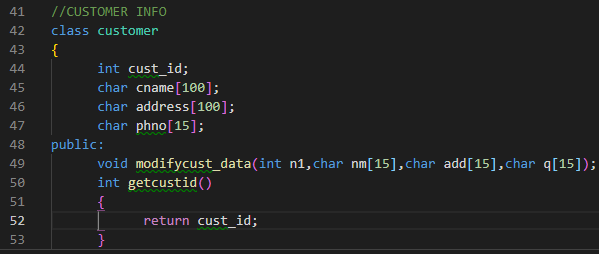 41 //CUSTOMER INFO
42 class customer
43 {
44 int cust_id;
45 char cname[100];
46 char address[100];
47 char phno[15];
48 public:
49 void modifycust_data(int n1,char nm[15],char add[15],char q[15]);
50 int getcustid()
51 {
52 return cust_id;
53 }